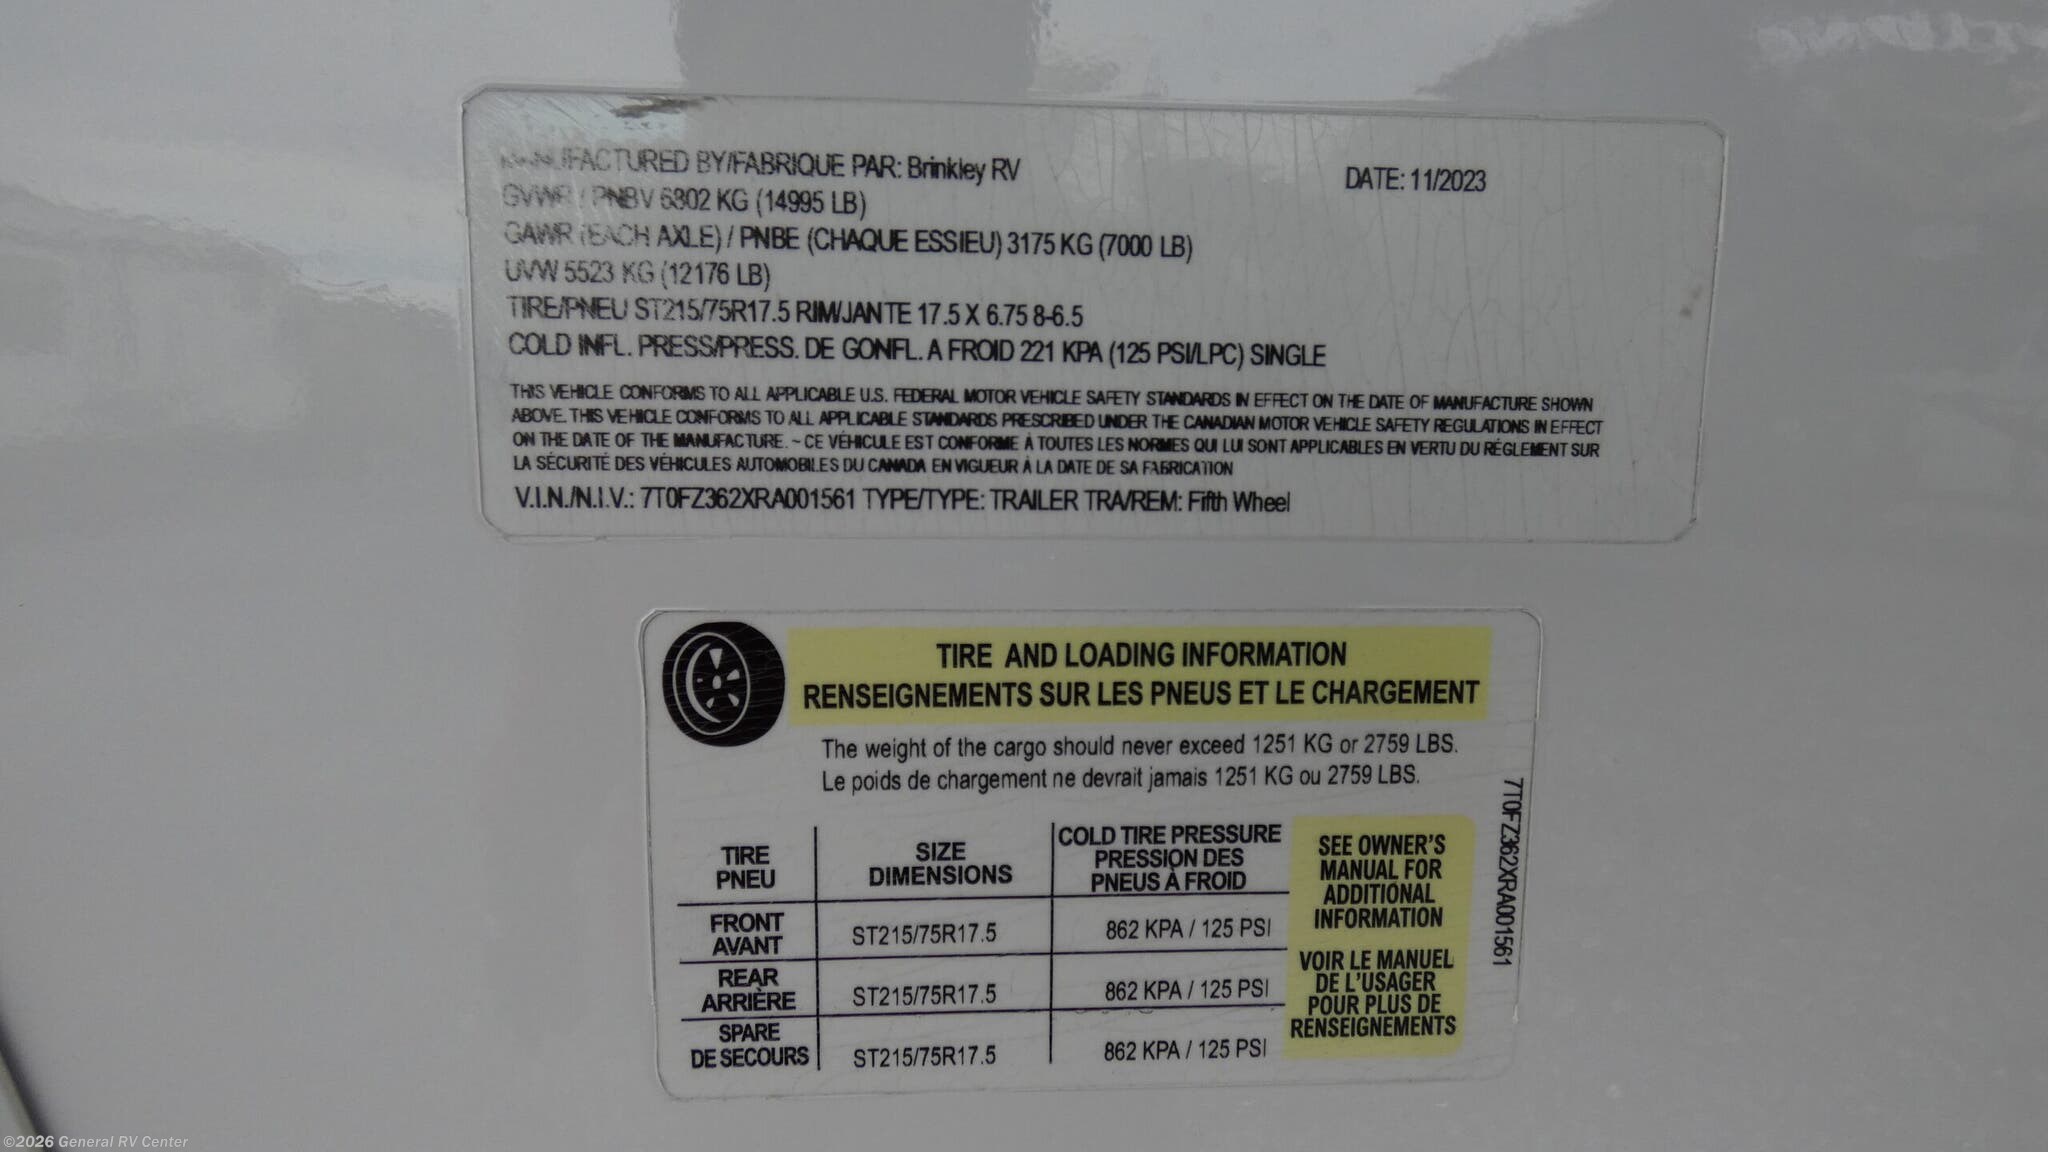 MANUFACTURED BY/FABRIQUE PAR: Brinkley RV
DATE: 11/2023
GVWR / PNBV 6802 KG (14995 LB)
GAWR (EACH AXLE) / PNBE (CHAQUE ESSIEU) 3175 KG (7000 LB)
UVW 5523 KG (12176 LB)
TIRE/PNEU ST215/75R17.5 RIM/JANTE 17.5 X 6.75 8-6.5
COLD INFL. PRESS/PRESS. DE GONFL. A FROID 221 KPA (125 PSI/LPC) SINGLE
THIS VEHICLE CONFORMS TO ALL APPLICABLE U.S. FEDERAL MOTOR VEHICLE SAFETY STANDARDS IN EFFECT ON THE DATE OF MANUFACTURE SHOWN
ABOVE. THIS VEHICLE CONFORMS TO ALL APPLICABLE STANDARDS PRESCRIBED UNDER THE CANADIAN MOTOR VEHICLE SAFETY REGULATIONS IN EFFECT
ON THE DATE OF THE MANUFACTURE. ~ CE VÉHICULE EST CONFORME À TOUTES LES NORMES QUI LUI SONT APPLICABLES EN VERTU DU RÉGLEMENT SUR
LA SÉCURITÉ DES VÉHICULES AUTOMOBILES DU CANADA EN VIGUEUR À LA DATE DE SA FABRICATION
V.I.N./N.I.V.: 7T0FZ362XRA001561 TYPE/TYPE: TRAILER TRA/REM: Fifth Wheel
TIRE AND LOADING INFORMATION
RENSEIGNEMENTS SUR LES PNEUS ET LE CHARGEMENT
The weight of the cargo should never exceed 1251 KG or 2759 LBS.
Le poids de chargement ne devrait jamais 1251 KG ou 2759 LBS.
TIRE
PNEU
SIZE
DIMENSIONS
COLD TIRE PRESSURE
PRESSION DES
PNEUS À FROID
FRONT
AVANT
ST215/75R17.5
862 KPA / 125 PSI
REAR
ARRIÈRE
ST215/75R17.5
862 KPA / 125 PSI
SPARE
DE SECOURS
ST215/75R17.5
862 KPA / 125 PSI
SEE OWNER'S
MANUAL FOR
ADDITIONAL
INFORMATION
VOIR LE MANUEL
DE L'USAGER
POUR PLUS DE
RENSEIGNEMENTS
7T0FZ362XRA001561
©2026 General RV Center